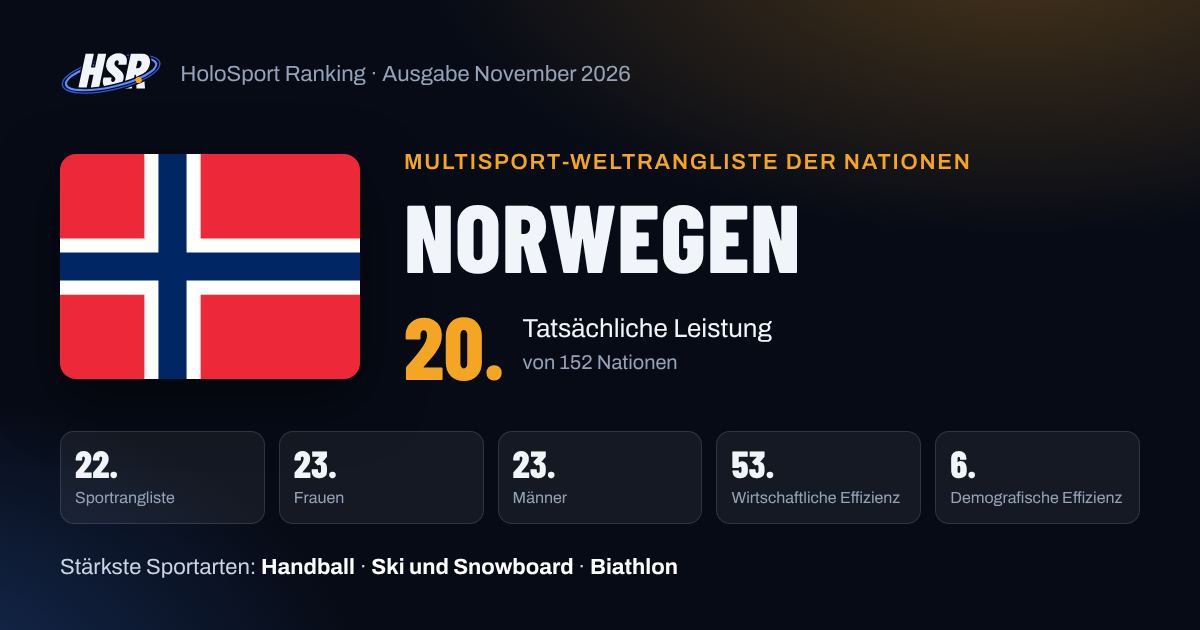 HSR
HoloSport Ranking · Ausgabe November 2026
MULTISPORT-WELTRANGLISTE DER NATIONEN
NORWEGEN
20.
Tatsächliche Leistung
von 152 Nationen
22.
Sportrangliste
23.
Frauen
23.
Männer
53.
Wirtschaftliche Effizienz
6.
Demografische Effizienz
Stärkste Sportarten: Handball · Ski und Snowboard · Biathlon